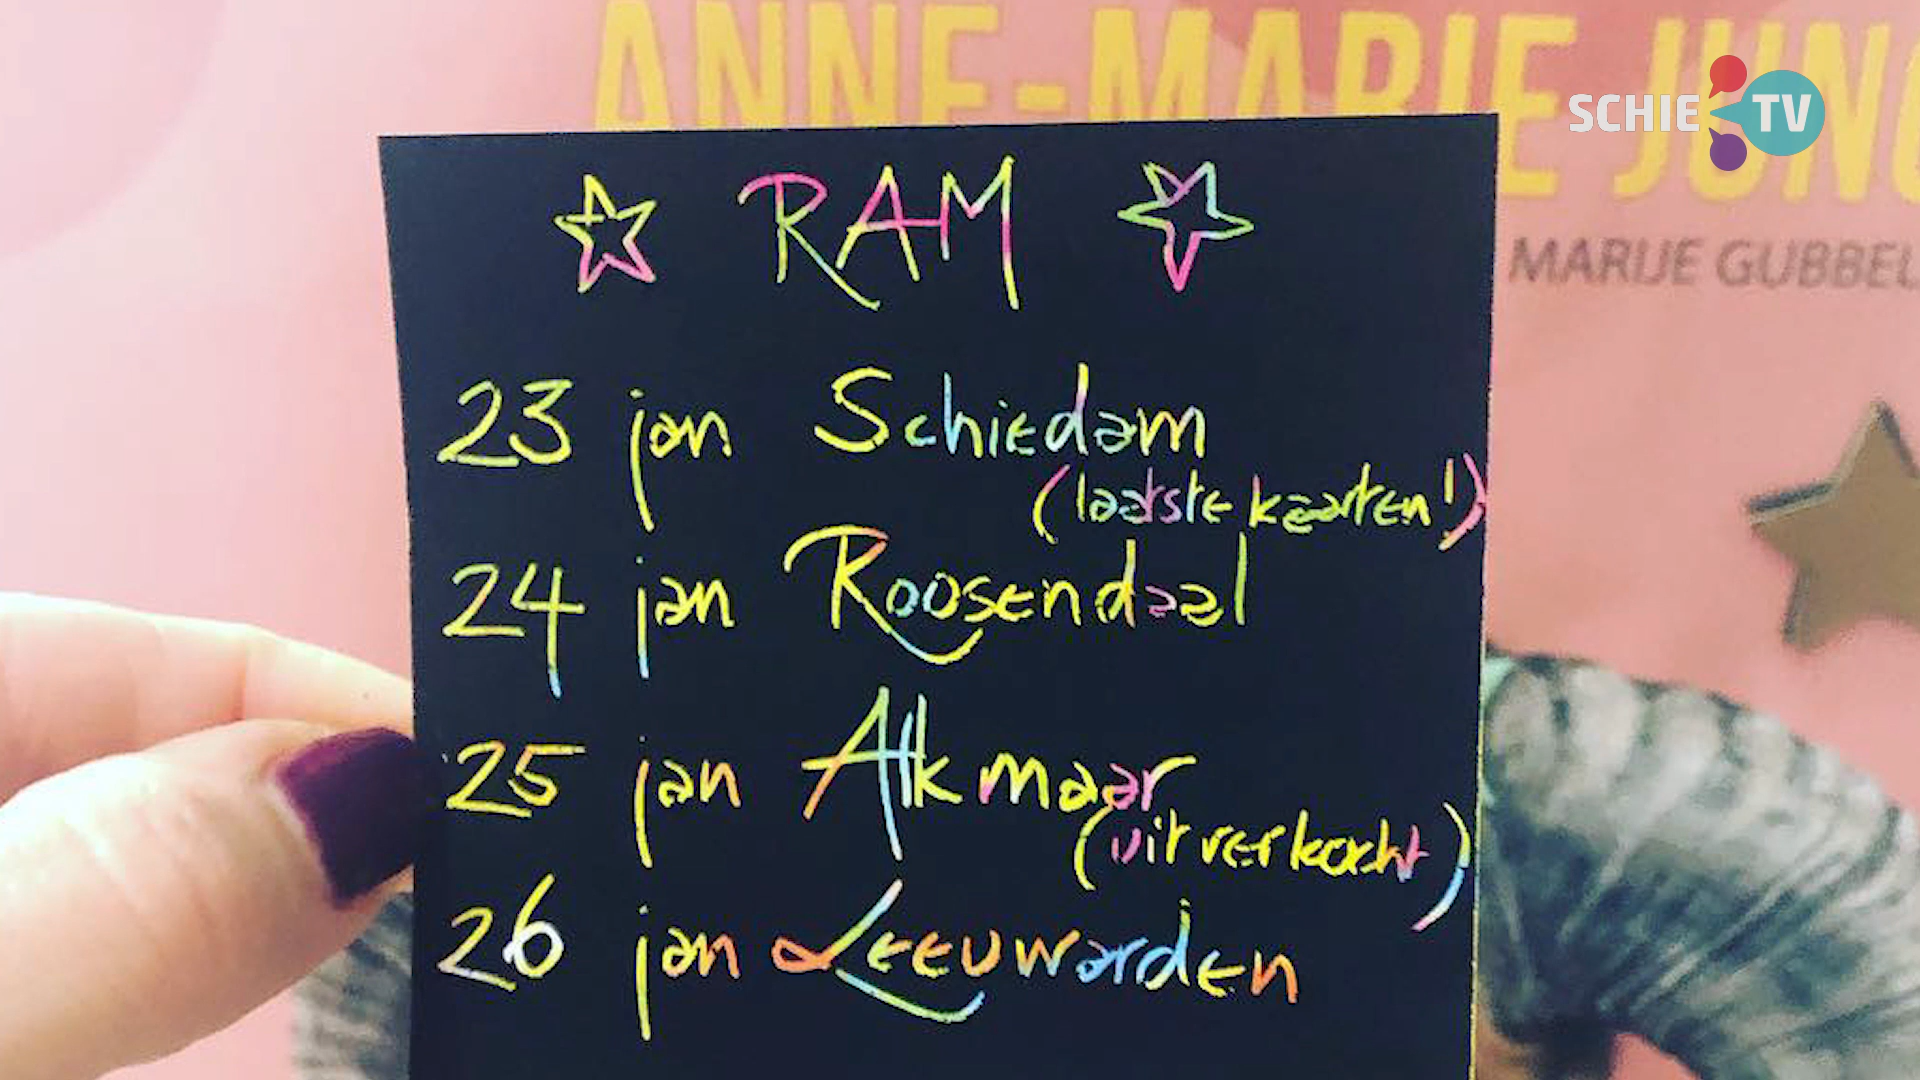 ANNE-MARIE JUNG
SCHIE TV
MARIJE GUBBEL
RAM
23 jan Schiedam
(laatste kaarten!)
24 jan Roosendaal
25 jan Alkmaar
(uitverkocht)
26 jan Leeuwarden